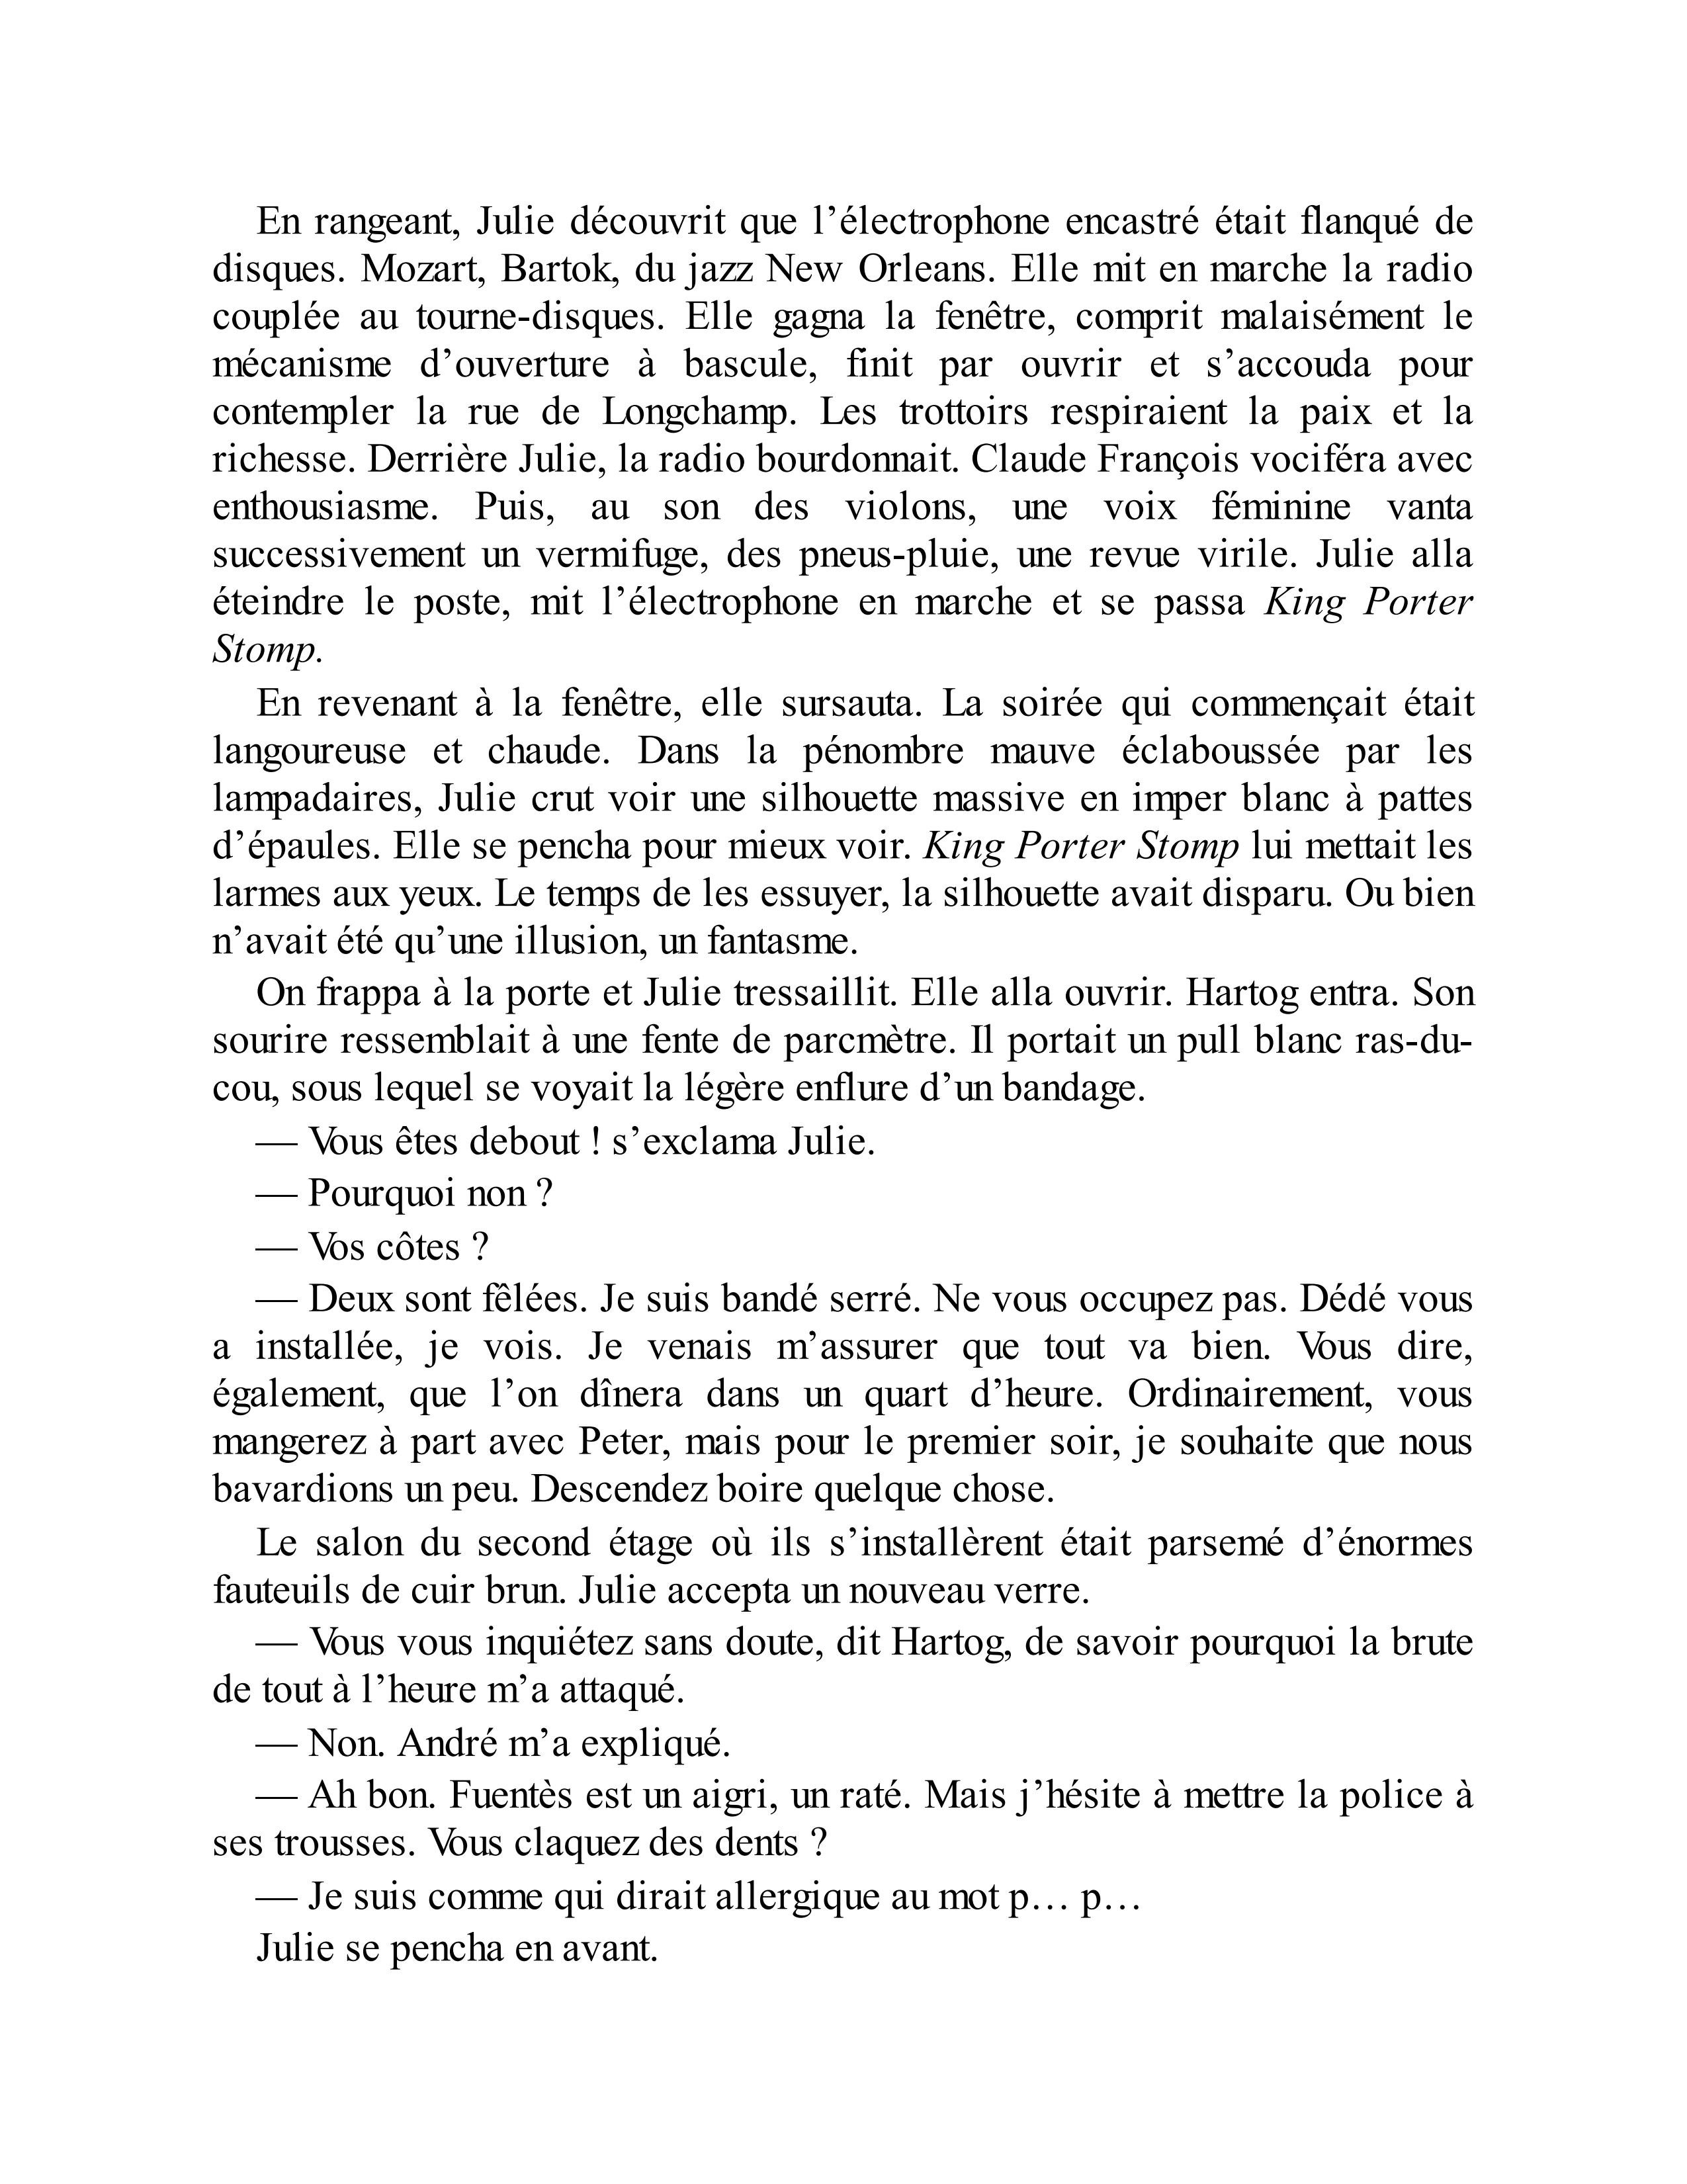 En rangeant, Julie découvrit que l’électrophone encastré était flanqué de
disques. Mozart, Bartok, du jazz New Orleans. Elle mit en marche la radio
couplée au tourne-disques. Elle gagna la fenêtre, comprit malaisément le
mécanisme d’ouverture à bascule, finit par ouvrir et s’accouda pour
contempler la rue de Longchamp. Les trottoirs respiraient la paix et la
richesse. Derrière Julie, la radio bourdonnait. Claude François vociféra avec
enthousiasme. Puis, au son des violons, une voix féminine vanta
successivement un vermifuge, des pneus-pluie, une revue virile. Julie alla
éteindre le poste, mit l’électrophone en marche et se passa King Porter
Stomp.
En revenant à la fenêtre, elle sursauta. La soirée qui commençait était
langoureuse et chaude. Dans la pénombre mauve éclaboussée par les
lampadaires, Julie crut voir une silhouette massive en imper blanc à pattes
d’épaules. Elle se pencha pour mieux voir. King Porter Stomp lui mettait les
larmes aux yeux. Le temps de les essuyer, la silhouette avait disparu. Ou bien
n’avait été qu’une illusion, un fantasme.
On frappa à la porte et Julie tressaillit. Elle alla ouvrir. Hartog entra. Son
sourire ressemblait à une fente de parcmètre. Il portait un pull blanc ras-du-
cou, sous lequel se voyait la légère enflure d’un bandage.
— Vous êtes debout ! s’exclama Julie.
— Pourquoi non ?
— Vos côtes ?
— Deux sont fêlées. Je suis bandé serré. Ne vous occupez pas. Dédé vous
a installée, je vois. Je venais m’assurer que tout va bien. Vous dire,
également, que l’on dînera dans un quart d’heure. Ordinairement, vous
mangerez à part avec Peter, mais pour le premier soir, je souhaite que nous
bavardions un peu. Descendez boire quelque chose.
Le salon du second étage où ils s’installèrent était parsemé d’énormes
fauteuils de cuir brun. Julie accepta un nouveau verre.
— Vous vous inquiétez sans doute, dit Hartog, de savoir pourquoi la brute
de tout à l’heure m’a attaqué.
— Non. André m’a expliqué.
— Ah bon. Fuentès est un aigri, un raté. Mais j’hésite à mettre la police à
ses trousses. Vous claquez des dents ?
— Je suis comme qui dirait allergique au mot p… p…
Julie se pencha en avant.